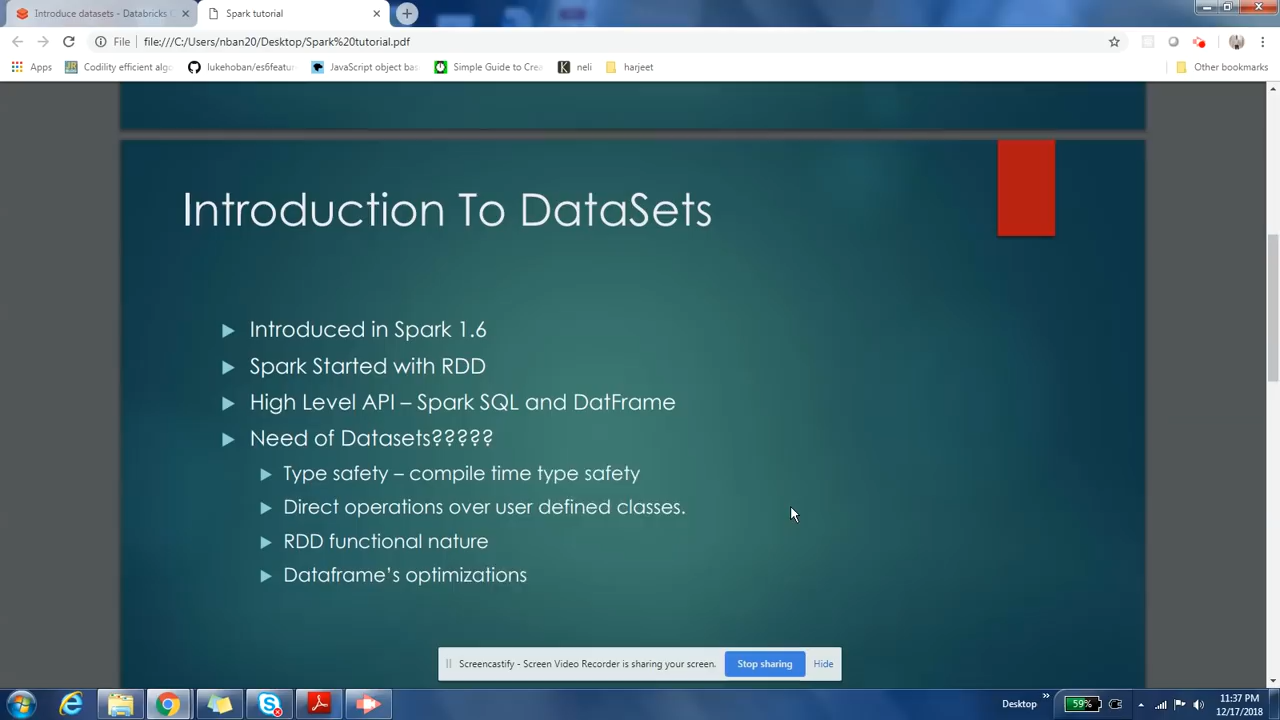 Introduce datasets - Databricks
Spark tutorial
File
file:///C:/Users/nban20/Desktop/Spark%20tutorial.pdf
Apps
Codility efficient algo
lukehoban/es6featur
JavaScript object bas
Simple Guide to Crea
neli
harjeet
Other bookmarks
Introduction To DataSets
Introduced in Spark 1.6
Spark Started with RDD
High Level API – Spark SQL and DatFrame
Need of Datasets?????
Type safety – compile time type safety
Direct operations over user defined classes.
RDD functional nature
Dataframe's optimizations
Screencastify - Screen Video Recorder is sharing your screen.
Stop sharing
Hide
Desktop
59%
11:37 PM
12/17/2018